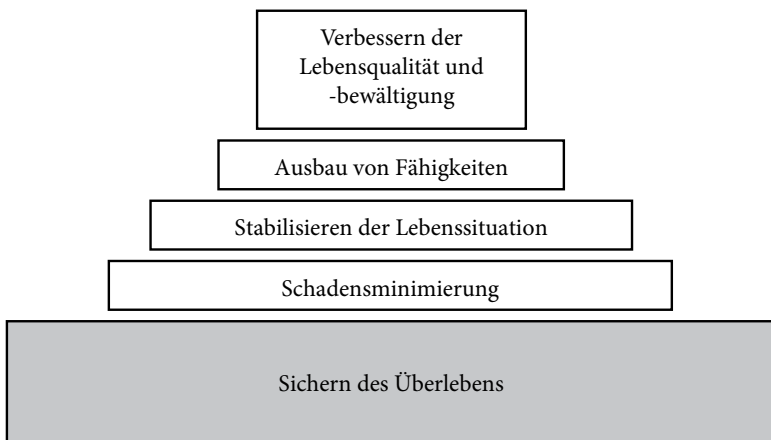 Verbessern der
Lebensqualität und
-bewältigung
Ausbau von Fähigkeiten
Stabilisieren der Lebenssituation
Schadensminimierung
Sichern des Überlebens